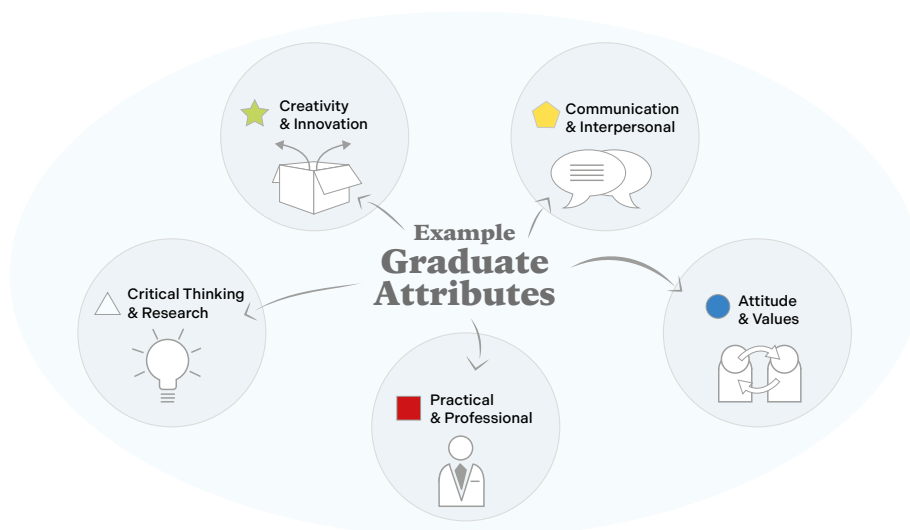 Creativity
& Innovation
Communication
& Interpersonal
Example
Graduate
Attributes
Critical Thinking
& Research
Attitude
& Values
Practical
& Professional